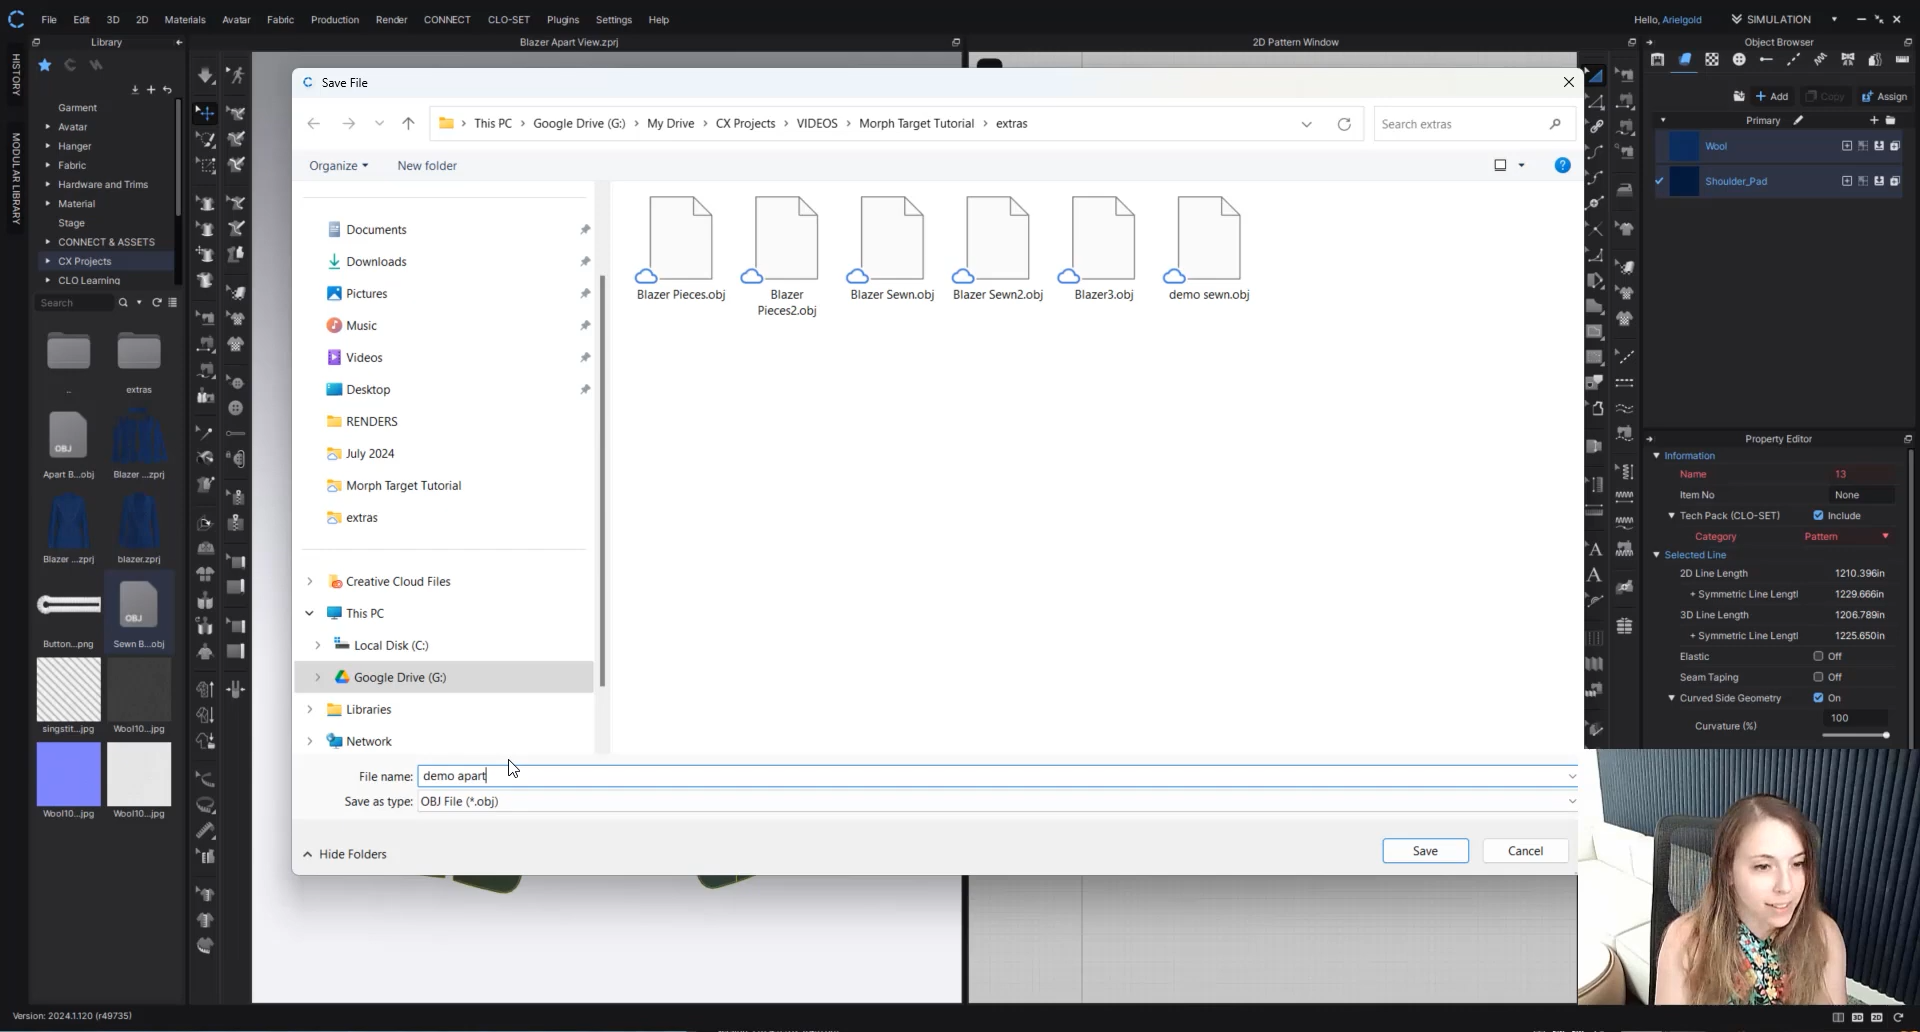 File Edit 3D 2D Materials Avatar Fabric Production Render CONNECT CLO-SET Plugins Settings Help
Hello, Arielgold SIMULATION
Library
Blazer Apart View.zprj
2D Pattern Window
Object Browser
HISTORY
MODULAR LIBRARY
Garment
Avatar
Hanger
Fabric
Hardware and Trims
Material
Stage
CONNECT & ASSETS
CX Projects
CLO Learning
Search
..
extras
Apart B...obj
Blazer ...zprj
Blazer ...zprj
blazer.zprj
Button...png
Sewn B...obj
singstit...jpg
Wool10...jpg
Wool10...jpg
Wool10...jpg
OBJ
OBJ
Save File
This PC > Google Drive (G:) > My Drive > CX Projects > VIDEOS > Morph Target Tutorial > extras
Search extras
Organize
New folder
Documents
Downloads
Pictures
Music
Videos
Desktop
RENDERS
July 2024
Morph Target Tutorial
extras
Creative Cloud Files
This PC
Local Disk (C:)
Google Drive (G:)
Libraries
Network
Blazer Pieces.obj
Blazer
Pieces2.obj
Blazer Sewn.obj
Blazer Sewn2.obj
Blazer3.obj
demo sewn.obj
File name: demo apart
Save as type: OBJ File (*.obj)
Hide Folders
Save
Cancel
+ Add
Copy
Assign
Primary
Wool
Shoulder_Pad
Property Editor
Information
Name 13
Item No None
Tech Pack (CLO-SET) Include
Category Pattern
Selected Line
2D Line Length 1210.396in
+ Symmetric Line Lengtl 1229.666in
3D Line Length 1206.789in
+ Symmetric Line Lengtl 1225.650in
Elastic Off
Seam Taping Off
Curved Side Geometry On
Curvature (%) 100
Version: 2024.1.120 (r49735)
3D
2D